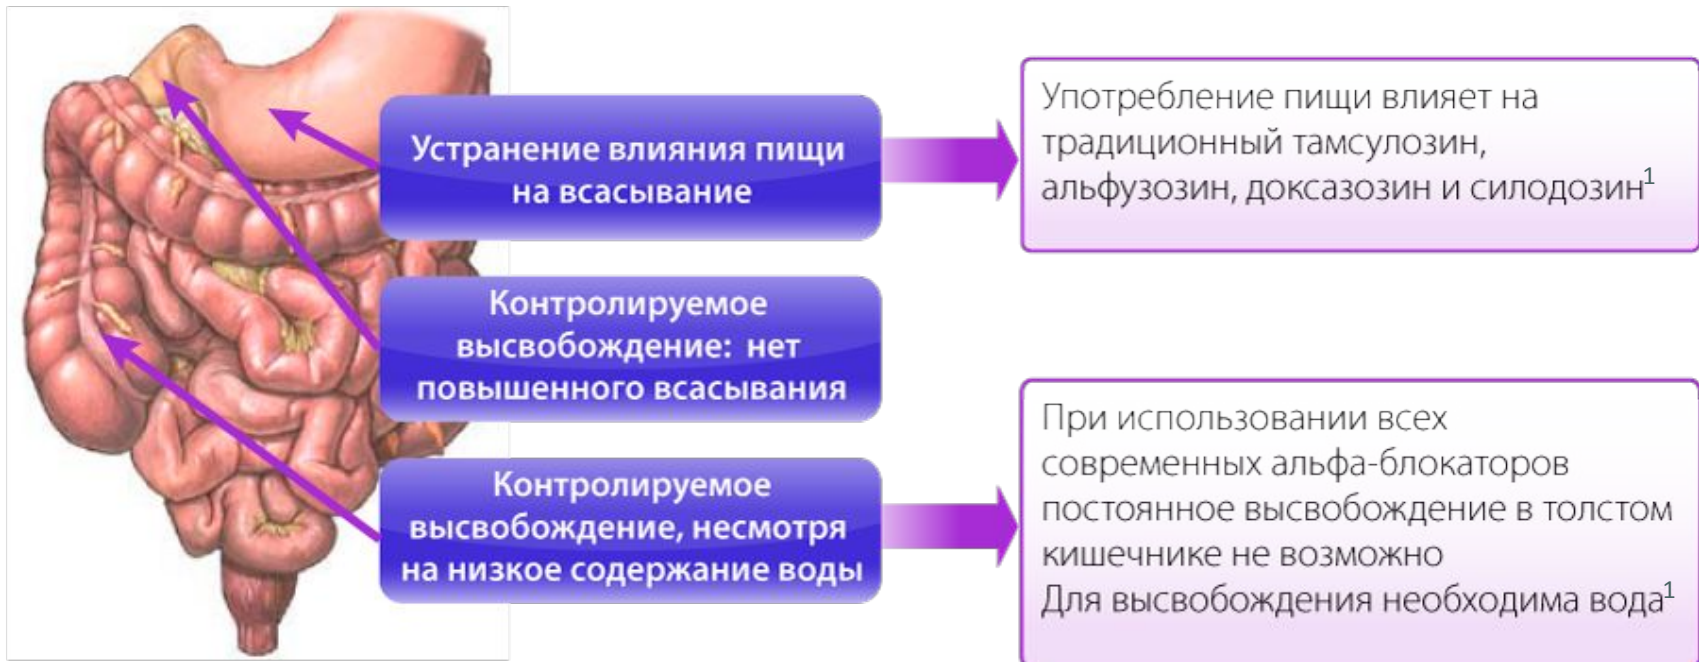 Устранение влияния пищи
на всасывание
Употребление пищи влияет на
традиционный тамсулозин,
альфузозин, доксазозин и силодозин1
Контролируемое
высвобождение: нет
повышенного всасывания
Контролируемое
высвобождение, несмотря
на низкое содержание воды
При использовании всех
современных альфа-блокаторов
постоянное высвобождение в толстом
кишечнике не возможно
Для высвобождения необходима вода1